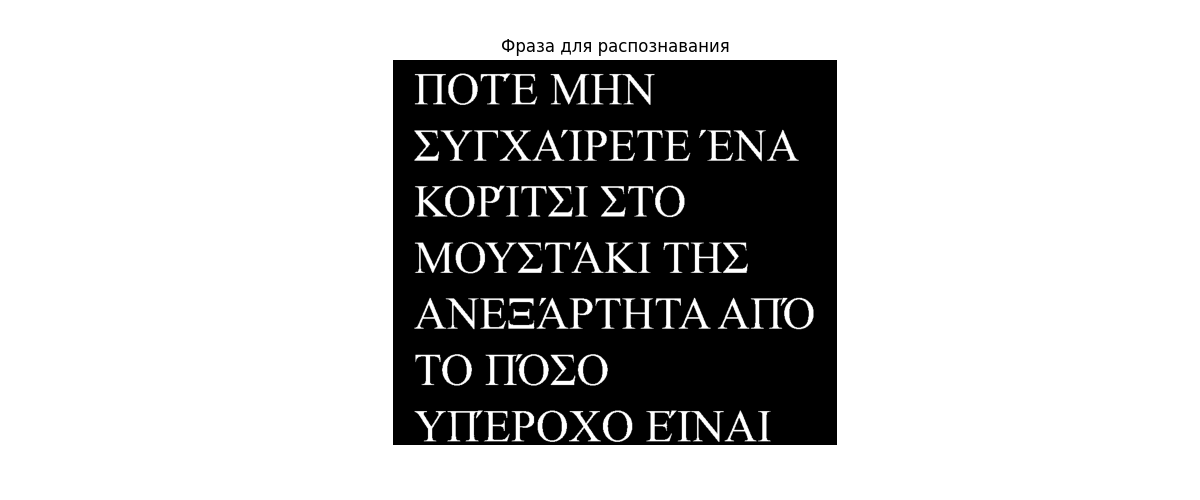 Фраза для распознавания
ΠΟΤΈ ΜΗΝ
ΣΥΓΧΑΊΡΕΤΕ ΈΝΑ
ΚΟΡΊΤΣΙ ΣΤΟ
ΜΟΥΣΤΆΚΙ ΤΗΣ
ΑΝΕΞΆΡΤΗΤΑ ΑΠΌ
ΤΟ ΠΌΣΟ
ΥΠΈΡΟΧΟ ΕΊΝΑΙ